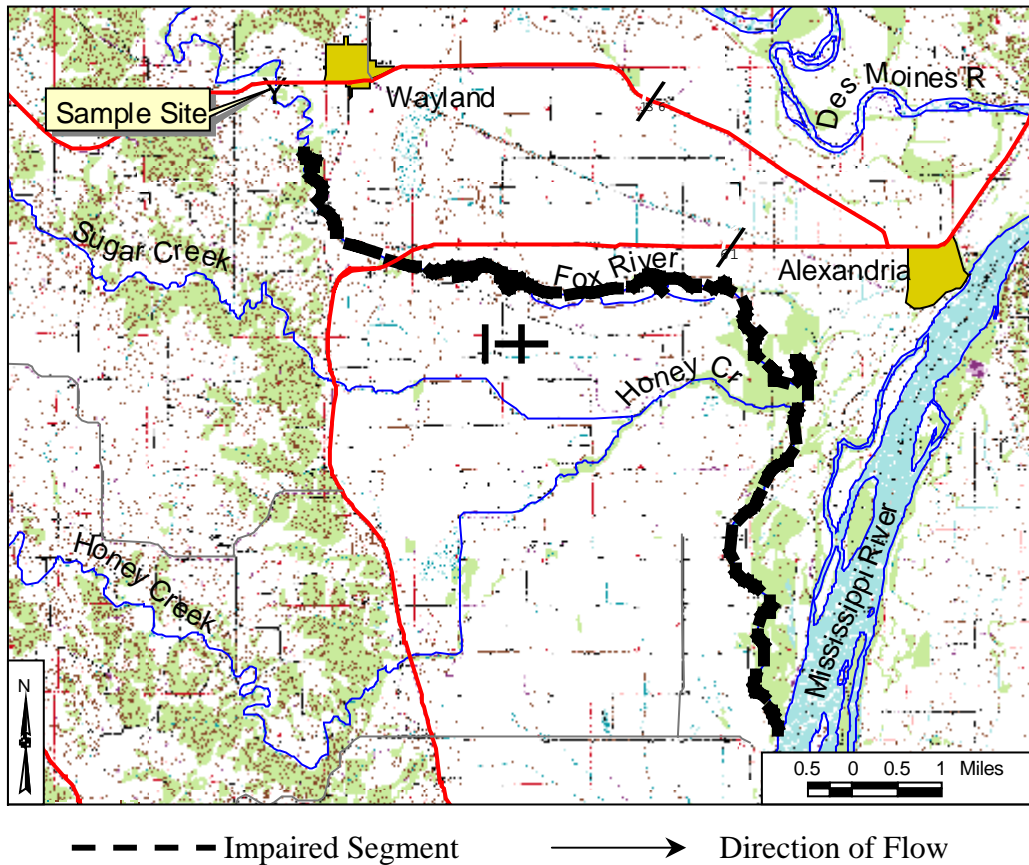 Sample Site
Wayland
Des Moines R
Sugar Creek
Fox River
Alexandria
Honey Cr
Honey Creek
Mississippi River
N
0.5 0 0.5 1 Miles
Impaired Segment
Direction of Flow